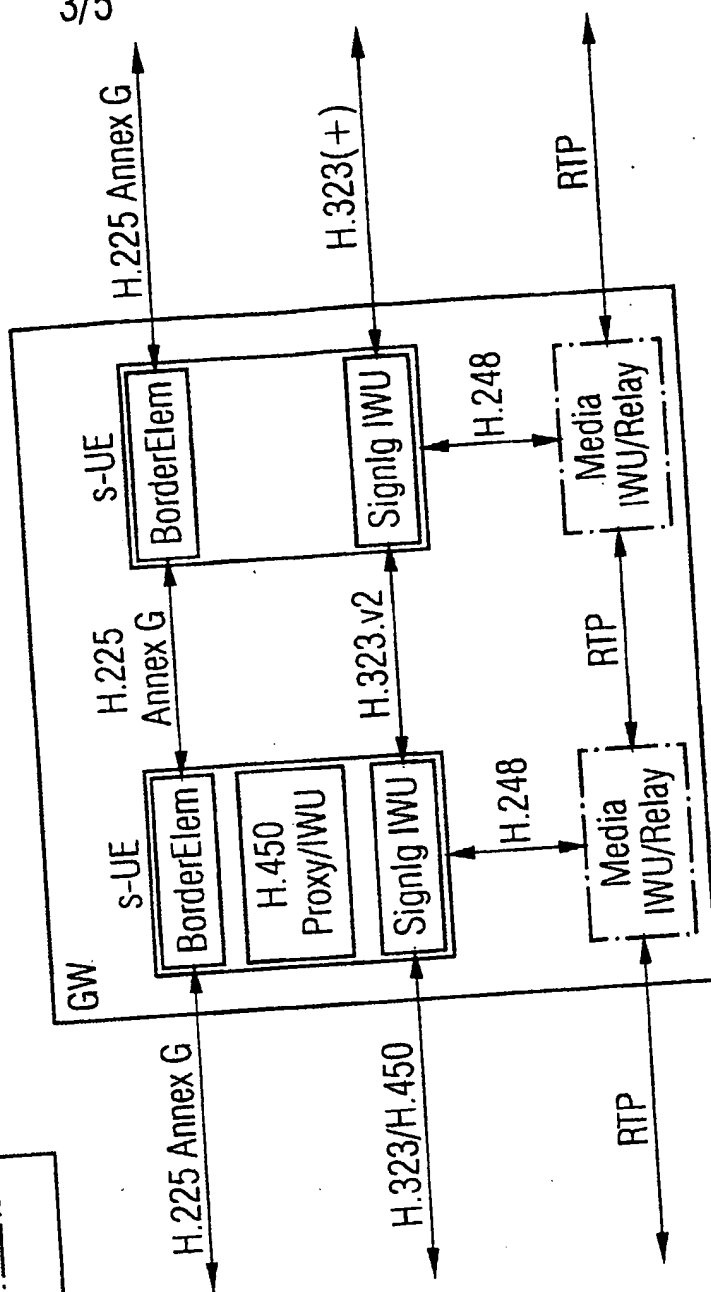 3/5
GW
s-UE
BorderElem
H.450
Proxy/IWU
Signlg IWU
H.248
Media
IWU/Relay
H.225 Annex G
H.323/H.450
RTP
H.225
Annex G
H.323.v2
RTP
s-UE
BorderElem
Signlg IWU
H.248
Media
IWU/Relay
H.225 Annex G
H.323(+)
RTP